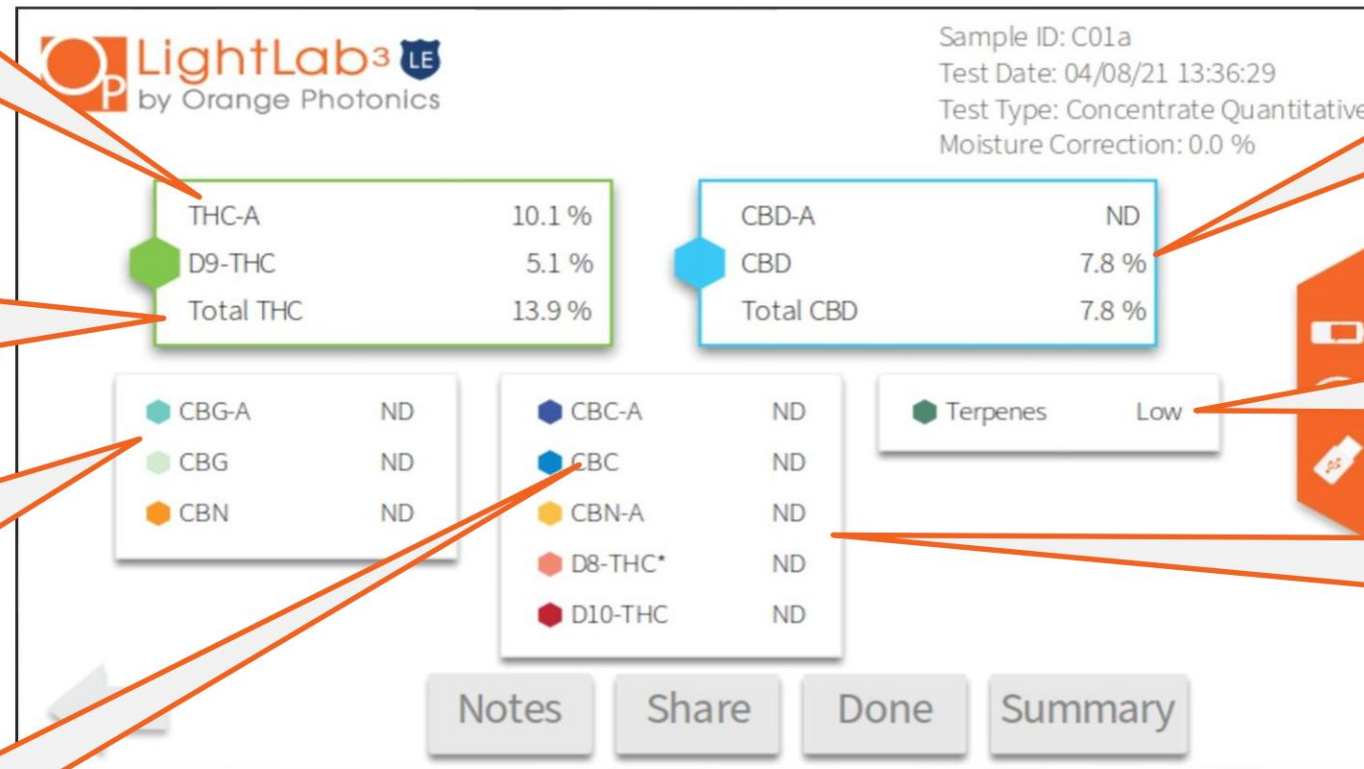 OP LightLab3 LE
by Orange Photonics
Sample ID: C01a
Test Date: 04/08/21 13:36:29
Test Type: Concentrate Quantitative
Moisture Correction: 0.0 %
THC-A 10.1 %
D9-THC 5.1 %
Total THC 13.9 %
CBD-A ND
CBD 7.8 %
Total CBD 7.8 %
CBG-A ND
CBG ND
CBN ND
CBC-A ND
CBC ND
CBN-A ND
D8-THC* ND
D10-THC ND
Terpenes Low
Notes Share Done Summary